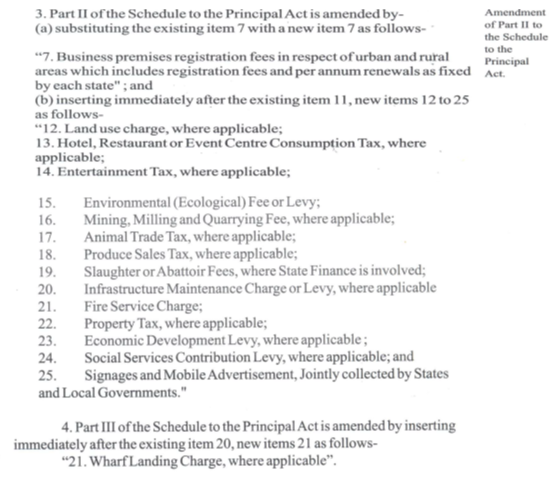 3. Part II of the Schedule to the Principal Act is amended by-
(a) substituting the existing item 7 with a new item 7 as follows-
Amendment
of Part II to
the Schedule
to the
Principal
Act.
"7. Business premises registration fees in respect of urban and rural
areas which includes registration fees and per annum renewals as fixed
by each state" ; and
(b) inserting immediately after the existing item 11, new items 12 to 25
as follows-
"12. Land use charge, where applicable;
13. Hotel, Restaurant or Event Centre Consumption Tax, where
applicable;
14. Entertainment Tax, where applicable;
15. Environmental (Ecological) Fee or Levy;
16. Mining, Milling and Quarrying Fee, where applicable;
17. Animal Trade Tax, where applicable;
18. Produce Sales Tax, where applicable;
19. Slaughter or Abattoir Fees, where State Finance is involved;
20. Infrastructure Maintenance Charge or Levy, where applicable
21. Fire Service Charge;
22. Property Tax, where applicable;
23. Economic Development Levy, where applicable ;
24. Social Services Contribution Levy, where applicable; and
25. Signages and Mobile Advertisement, Jointly collected by States
and Local Governments."
4. Part III of the Schedule to the Principal Act is amended by inserting
immediately after the existing item 20, new items 21 as follows-
"21. Wharf Landing Charge, where applicable".